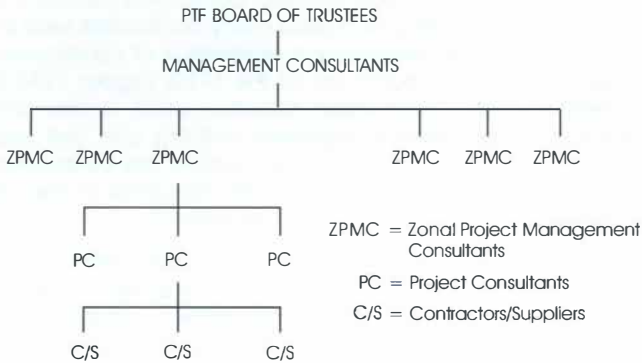 PTF BOARD OF TRUSTEES
MANAGEMENT CONSULTANTS
ZPMC ZPMC ZPMC ZPMC ZPMC ZPMC
PC PC PC
C/S C/S C/S
ZPMC = Zonal Project Management
Consultants
PC = Project Consultants
C/S = Contractors/Suppliers